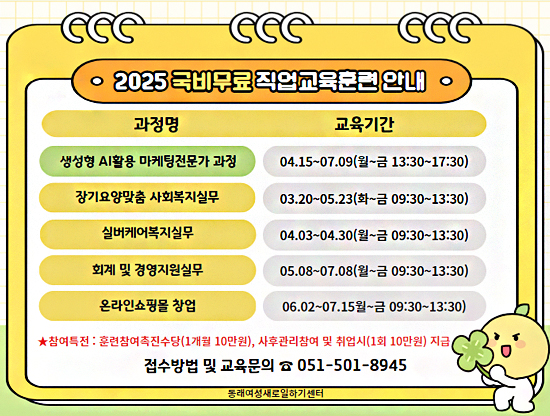 2025 국비무료 직업교육훈련 안내
과정명 교육기간
생성형 AI활용 마케팅전문가 과정 04.15~07.09(월~금 13:30~17:30)
장기요양맞춤 사회복지실무 03.20~05.23(화~금 09:30~13:30)
실버케어복지실무 04.03~04.30(월~금 09:30~13:30)
회계 및 경영지원실무 05.08~07.08(월~금 09:30~13:30)
온라인쇼핑몰 창업 06.02~07.15월~금 09:30~13:30)
★참여특전 : 훈련참여촉진수당(1개월 10만원), 사후관리참여 및 취업시(1회 10만원) 지급
접수방법 및 교육문의 ☎ 051-501-8945
동래여성새로일하기센터